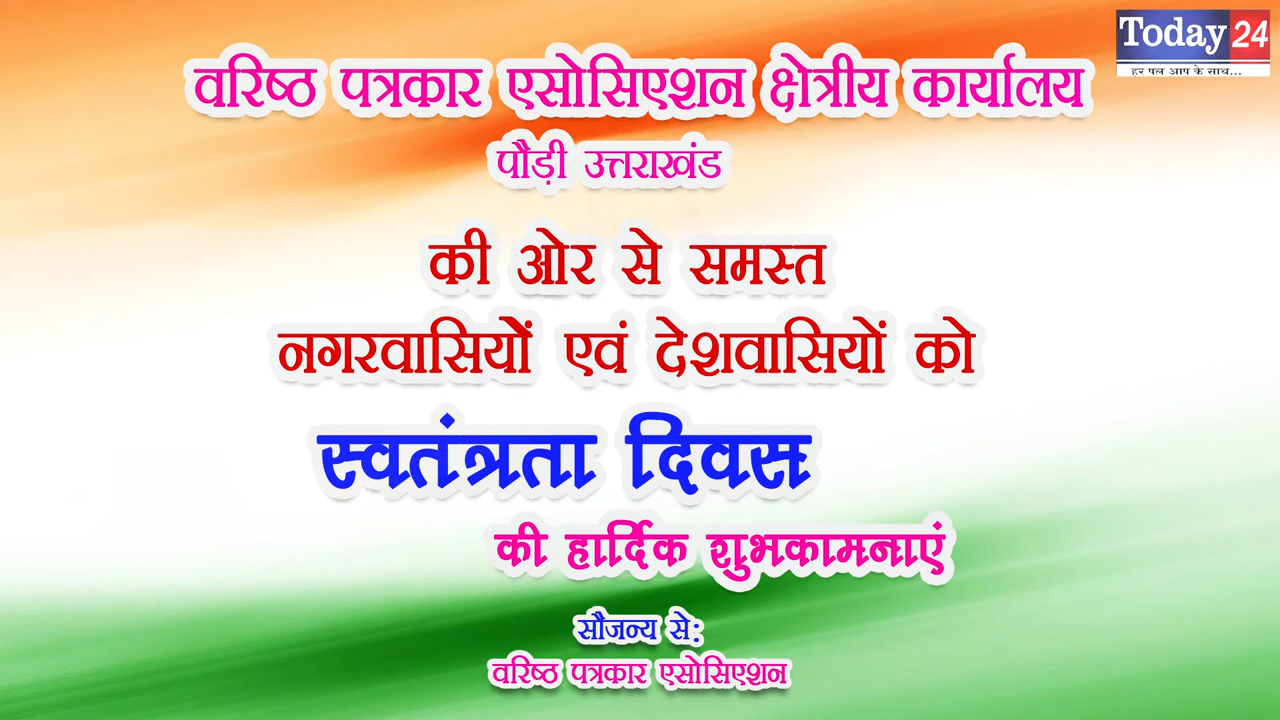 Today 24
हर पल आप के साथ...
वरिष्ठ पत्रकार एसोसिएशन क्षेत्रीय कार्यालय
पौड़ी उत्तराखंड
की ओर से समस्त
नगरवासियों एवं देशवासियों को
स्वतंत्रता दिवस
की हार्दिक शुभकामनाएं
सौजन्य से:
वरिष्ठ पत्रकार एसोसिएशन